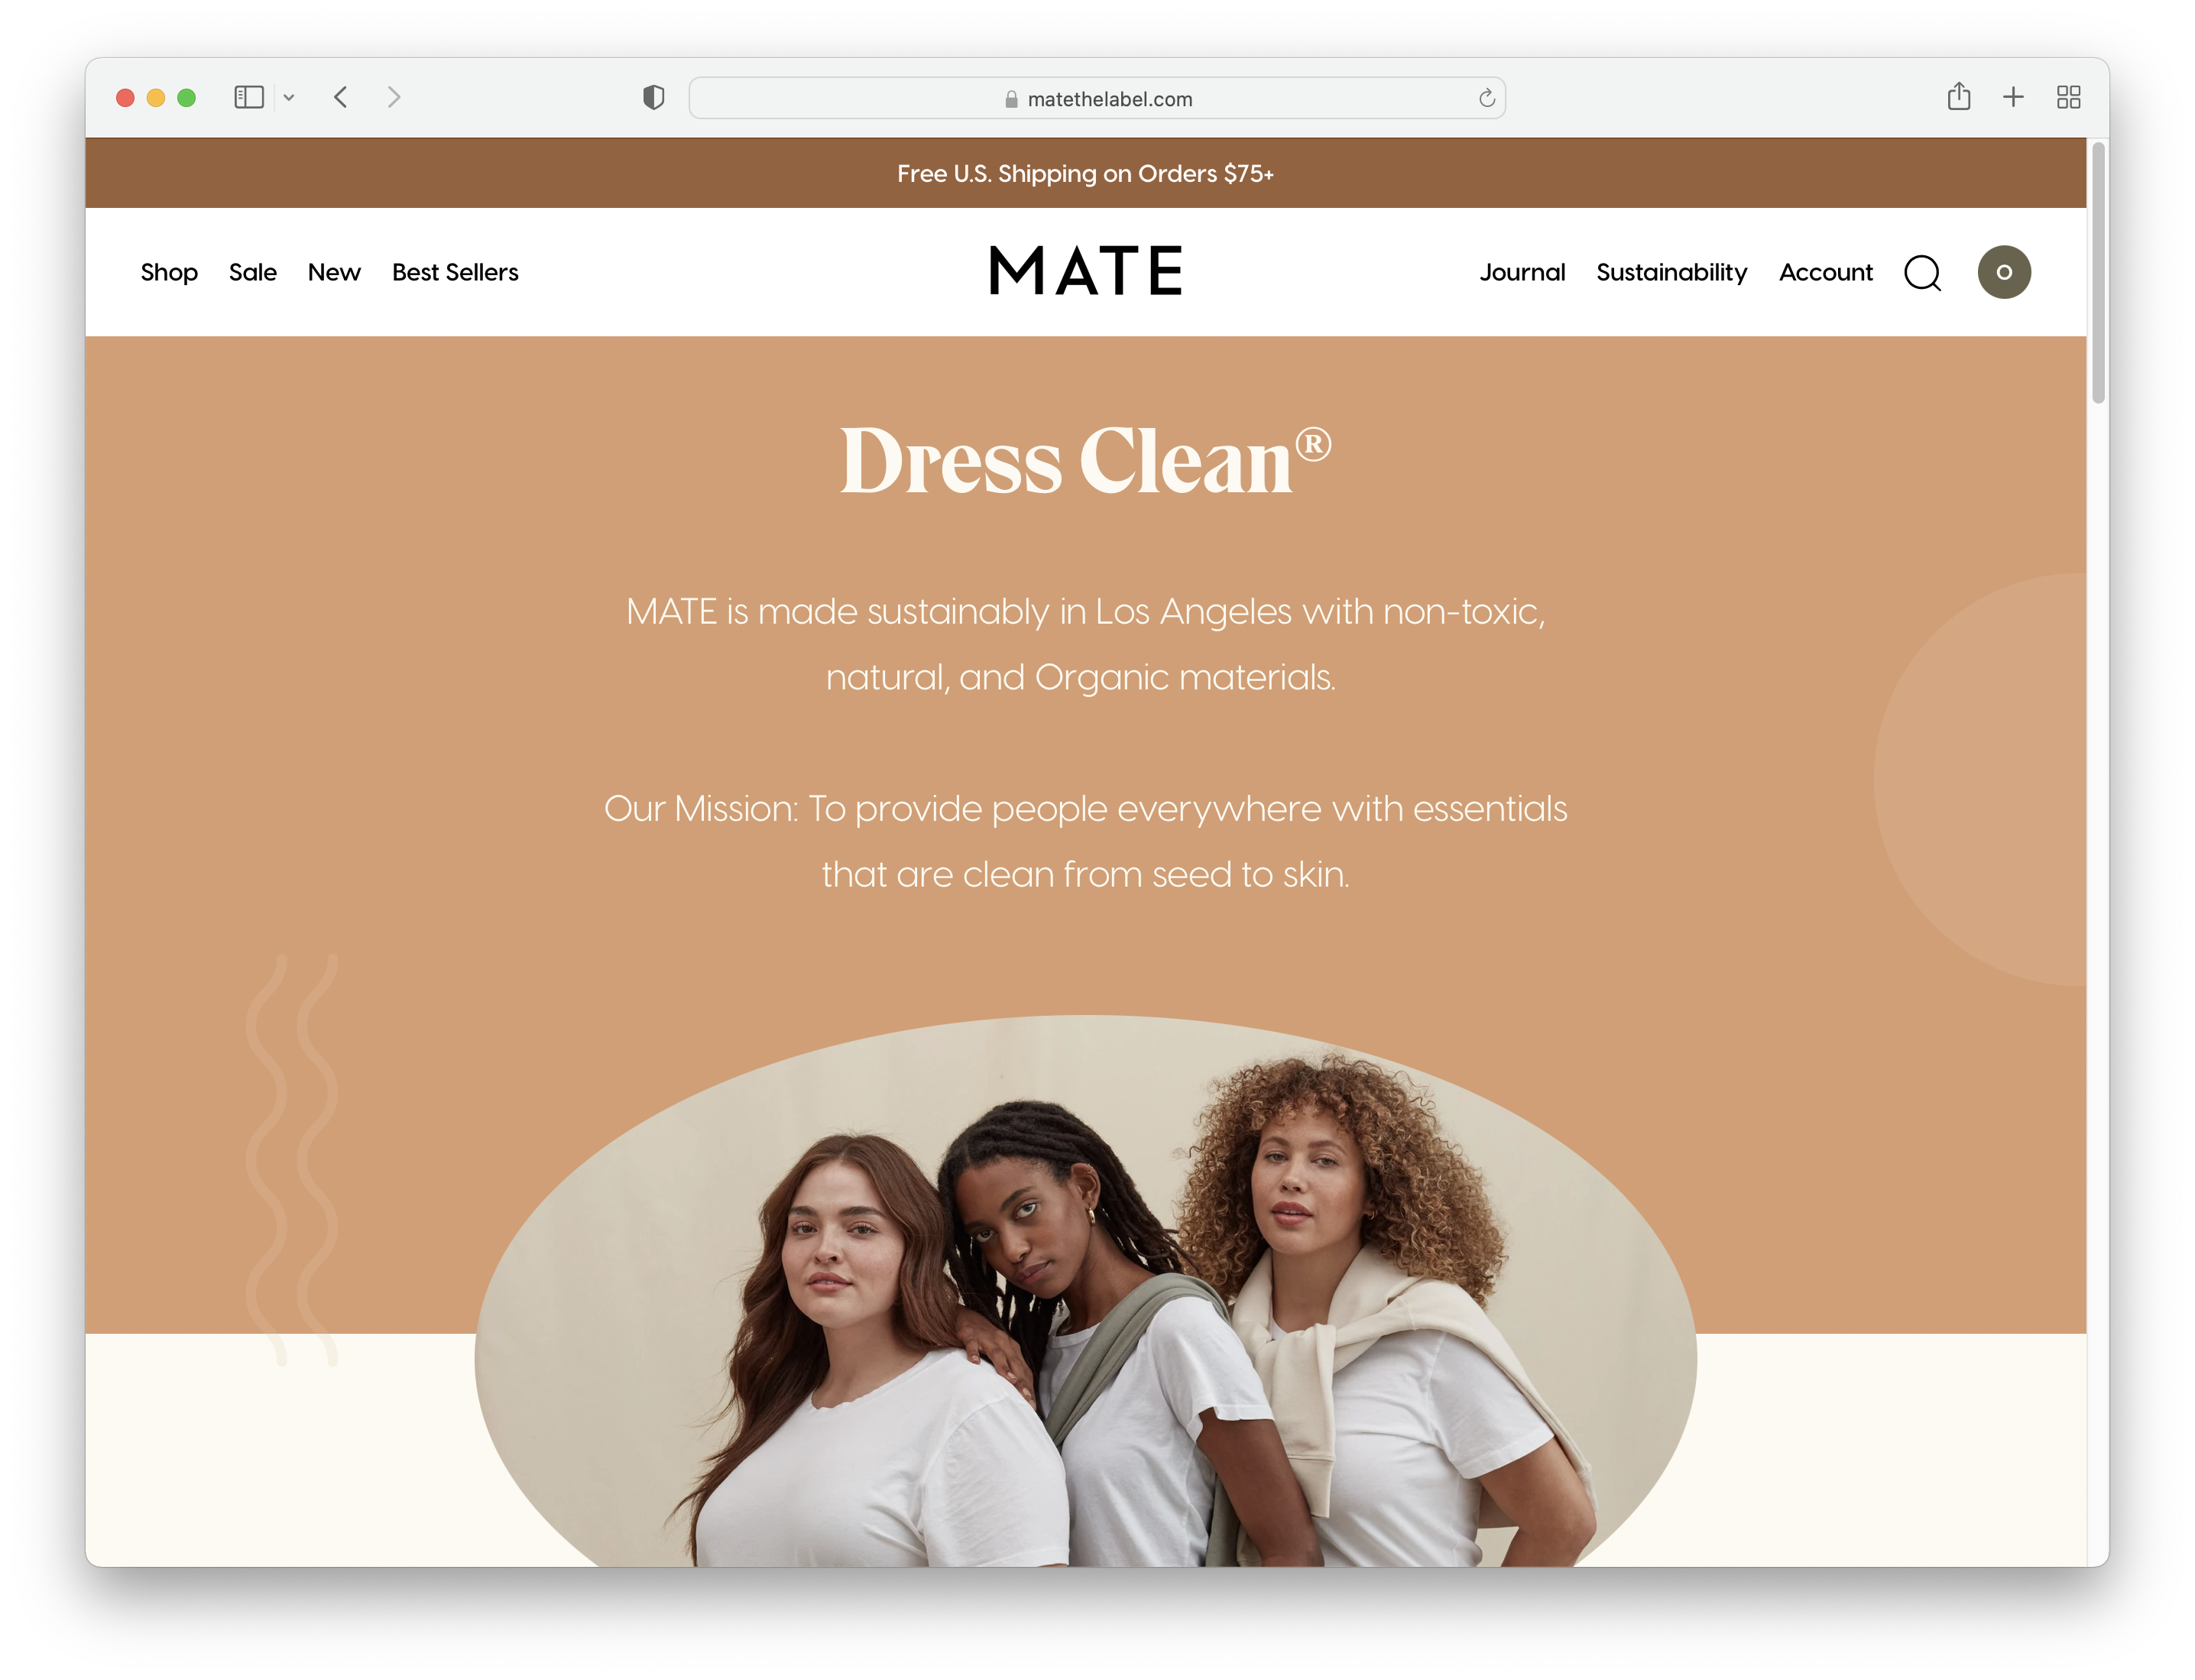 matethelabel.com
Free U.S. Shipping on Orders $75+
Shop Sale New Best Sellers MATE Journal Sustainability Account 0
Dress Clean®
MATE is made sustainably in Los Angeles with non-toxic,
natural, and Organic materials.
Our Mission: To provide people everywhere with essentials
that are clean from seed to skin.